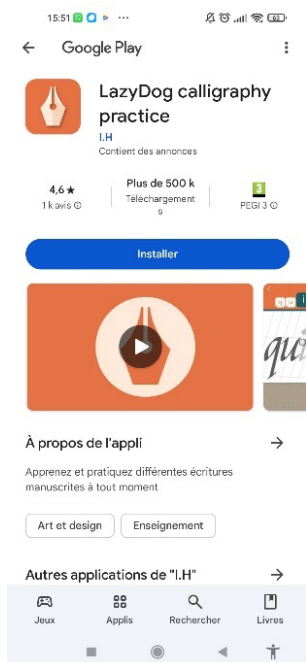 15:51
Google Play
LazyDog calligraphy
practice
I.H
Contient des annonces
4,6 ★
1 k avis
Plus de 500 k
Téléchargement
s
3
PEGI 3
Installer
qui
À propos de l'appli
Apprenez et pratiquez différentes écritures
manuscrites à tout moment
Art et design
Enseignement
Autres applications de "I.H"
Jeux
Applis
Rechercher
Livres